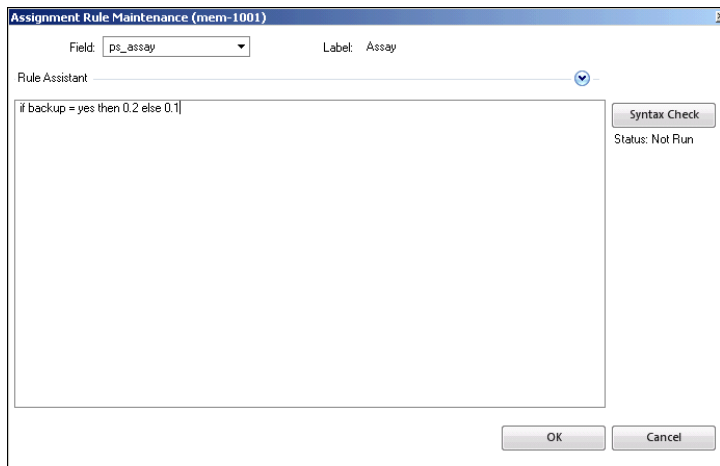 Assignment Rule Maintenance (mem-1001)
Field: ps_assay Label: Assay
Rule Assistant
if backup = yes then 0.2 else 0.1
Syntax Check
Status: Not Run
OK Cancel